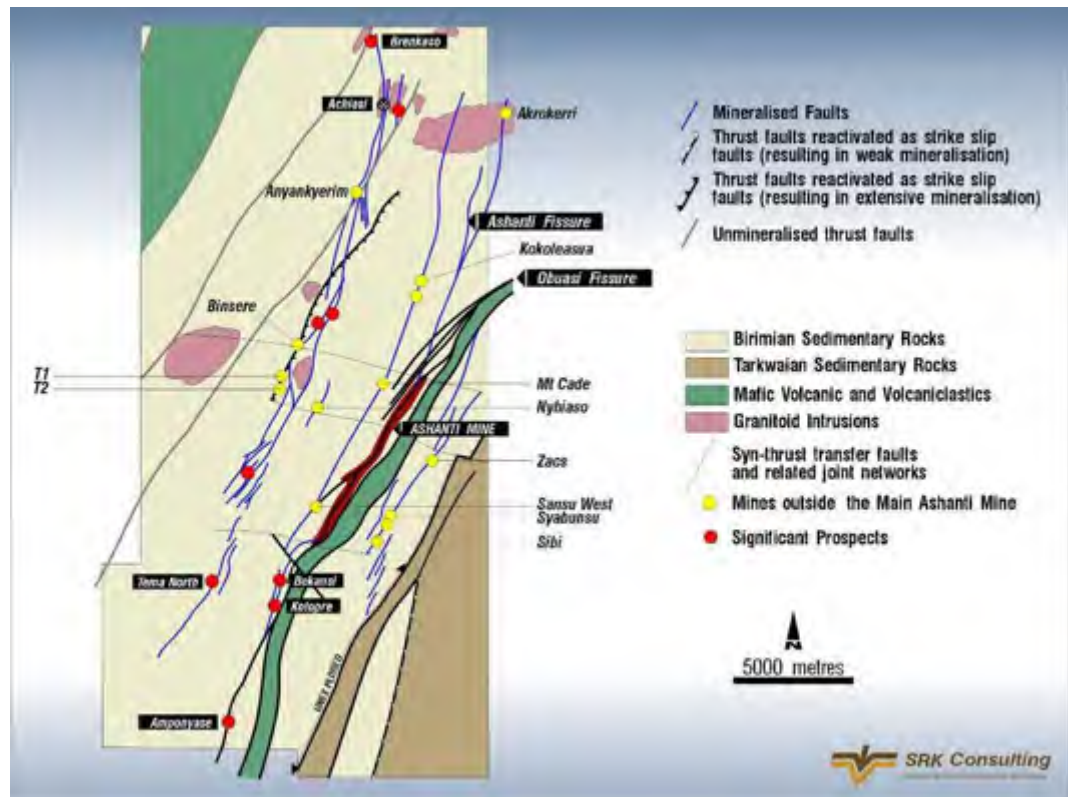 Brenkaso
Achiasi
Akrokerri
Anyankyerim
Ashanti Fissure
Kokoleasua
Obuasi Fissure
Binsere
T1
T2
Mt Cade
Nybiaso
ASHANTI MINE
Zacs
Sansu West
Syabunsu
Sibi
Tema North
Bokansi
Kotopre
Amponyase
Mineralised Faults
Thrust faults reactivated as strike slip
faults (resulting in weak mineralisation)
Thrust faults reactivated as strike slip
faults (resulting in extensive mineralisation)
Unmineralised thrust faults
Birimian Sedimentary Rocks
Tarkwaian Sedimentary Rocks
Mafic Volcanic and Volcaniclastics
Granitoid Intrusions
Syn-thrust transfer faults
and related joint networks
Mines outside the Main Ashanti Mine
Significant Prospects
5000 metres
SRK Consulting